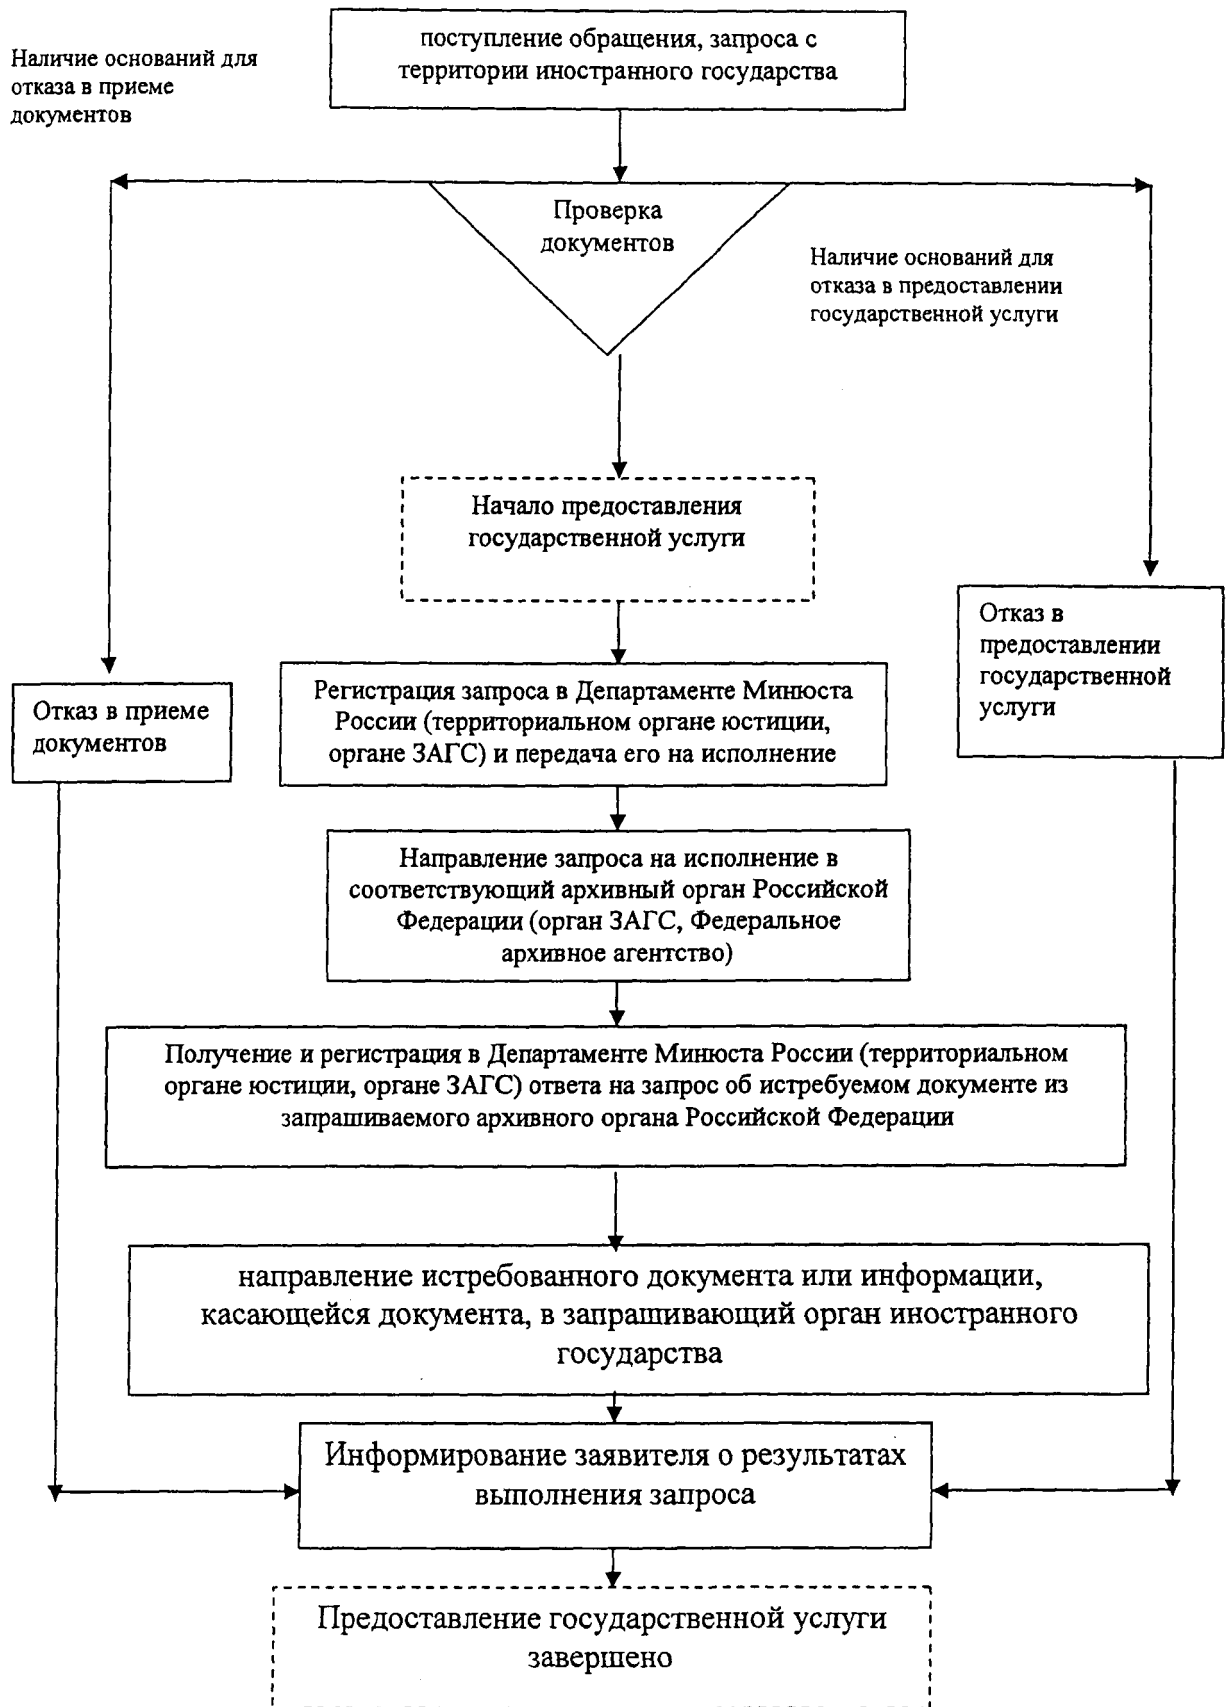 поступление обращения, запроса с
территории иностранного государства
Наличие оснований для
отказа в приеме
документов
Проверка
документов
Наличие оснований для
отказа в предоставлении
государственной услуги
Начало предоставления
государственной услуги
Отказ в
предоставлении
государственной
услуги
Отказ в приеме
документов
Регистрация запроса в Департаменте Минюста
России (территориальном органе юстиции,
органе ЗАГС) и передача его на исполнение
Направление запроса на исполнение в
соответствующий архивный орган Российской
Федерации (орган ЗАГС, Федеральное
архивное агентство)
Получение и регистрация в Департаменте Минюста России (территориальном
органе юстиции, органе ЗАГС) ответа на запрос об истребуемом документе из
запрашиваемого архивного органа Российской Федерации
направление истребованного документа или информации,
касающейся документа, в запрашивающий орган иностранного
государства
Информирование заявителя о результатах
выполнения запроса
Предоставление государственной услуги
завершено